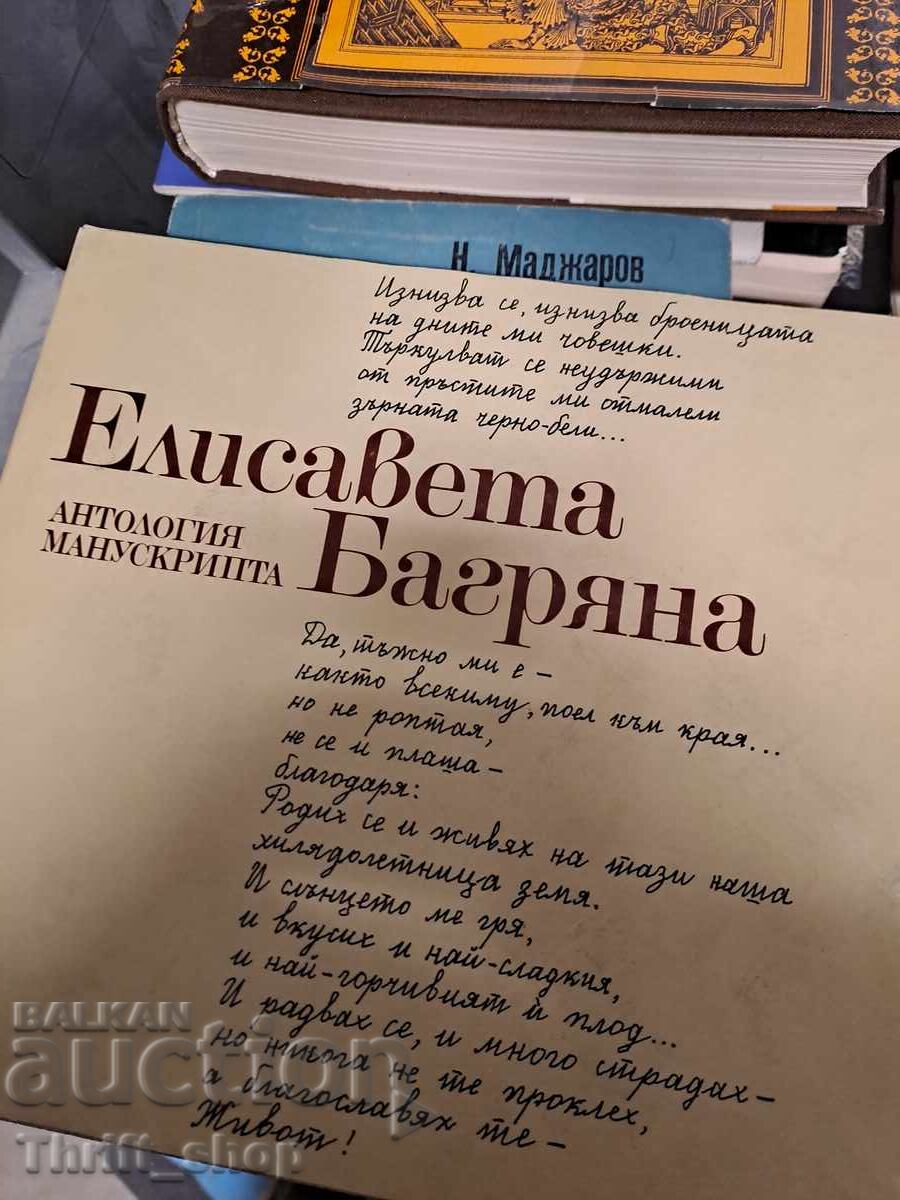 Н. Маджаров
Изнизва се, изнизва броеницата
на дните ми човешки.
Търкулват се неудържими
от пръстите ми отмалели
зърната черно-бели...
Елисавета
АНТОЛОГИЯ
МАНУСКРИПТА
Багряна
Да, тъжно ми е –
както всекиму, поел към края...
но не роптая,
не се и плаша –
благодаря:
Родих се и живях на тази наша
хилядолетница земя.
И слънцето ме гря,
и вкусих и най-сладкия,
и най-горчивият ѝ плод...
И радвах се, и много страдах –
но никога не те проклех,
а благославях те –
Живот!
BALKAN
auction
Thrift_shop